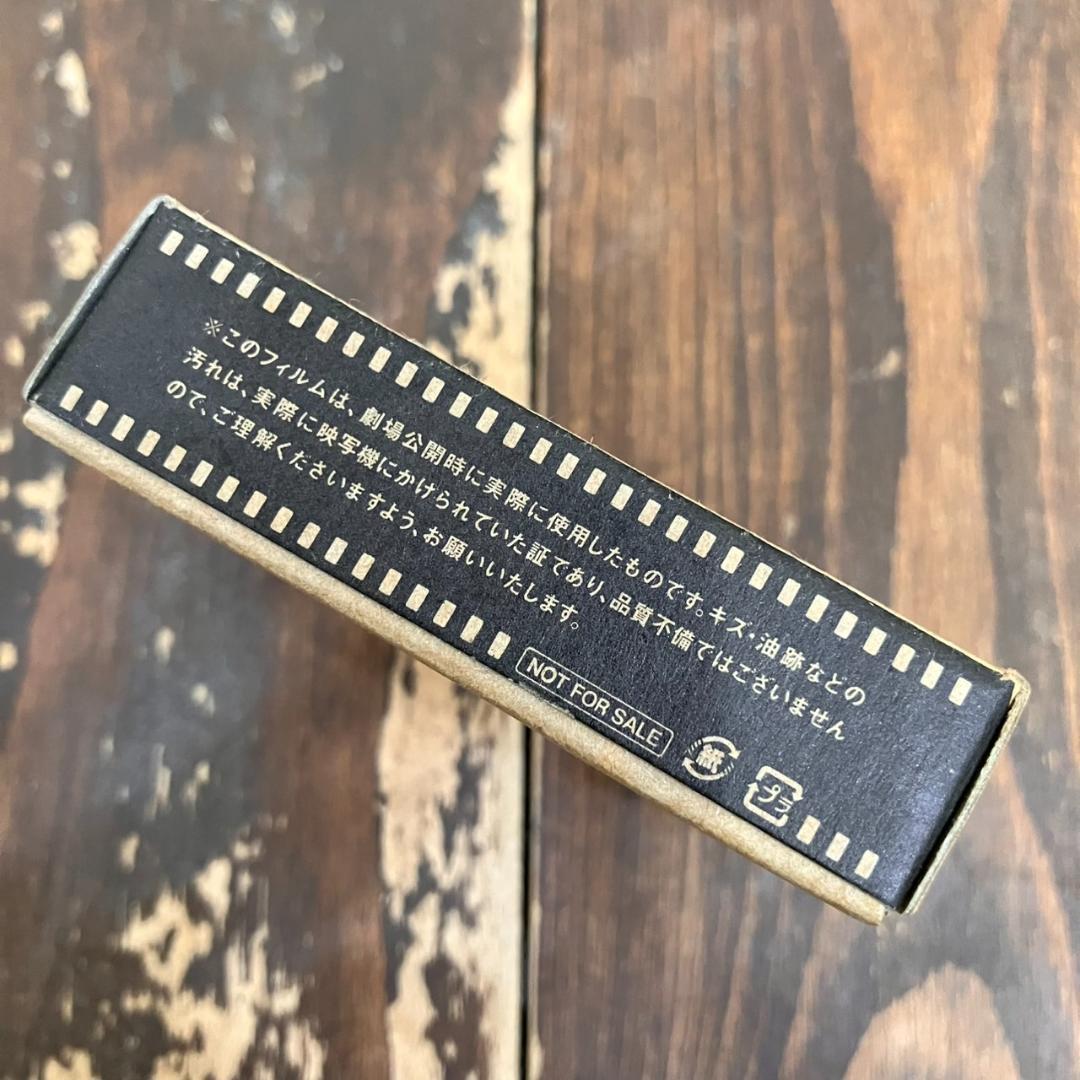 ※このフィルムは、劇場公開時に実際に使用したものです。キズ・油跡などの
汚れは、実際に映写機にかけられていた証であり、品質不備ではございません
ので、ご理解くださいますよう、お願いいたします。
NOT FOR SALE
紙
プラ